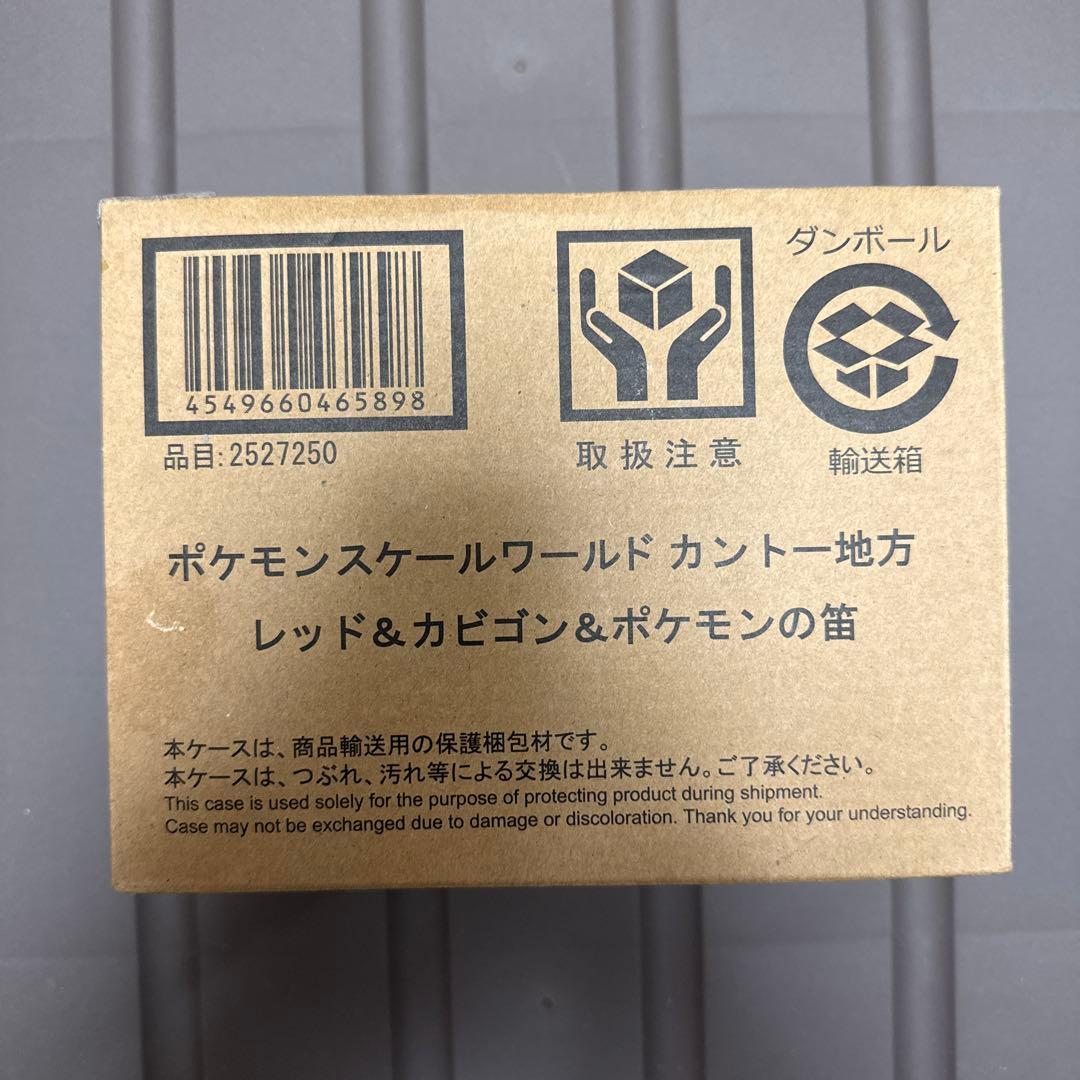 4549660465898
品目:2527250
取扱注意
ダンボール
輸送箱
ポケモンスケールワールド カントー地方
レッド&カビゴン&ポケモンの笛
本ケースは、商品輸送用の保護梱包材です。
本ケースは、つぶれ、汚れ等による交換は出来ません。ご了承ください。
This case is used solely for the purpose of protecting product during shipment.
Case may not be exchanged due to damage or discoloration. Thank you for your understanding.